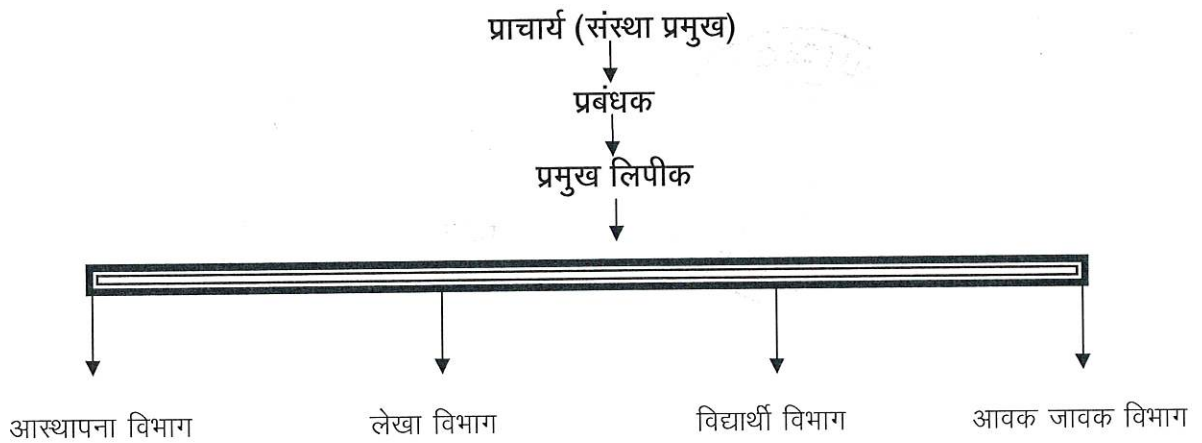 प्राचार्य (संस्था प्रमुख)
प्रबंधक
प्रमुख लिपीक
आस्थापना विभाग लेखा विभाग विद्यार्थी विभाग आवक जावक विभाग